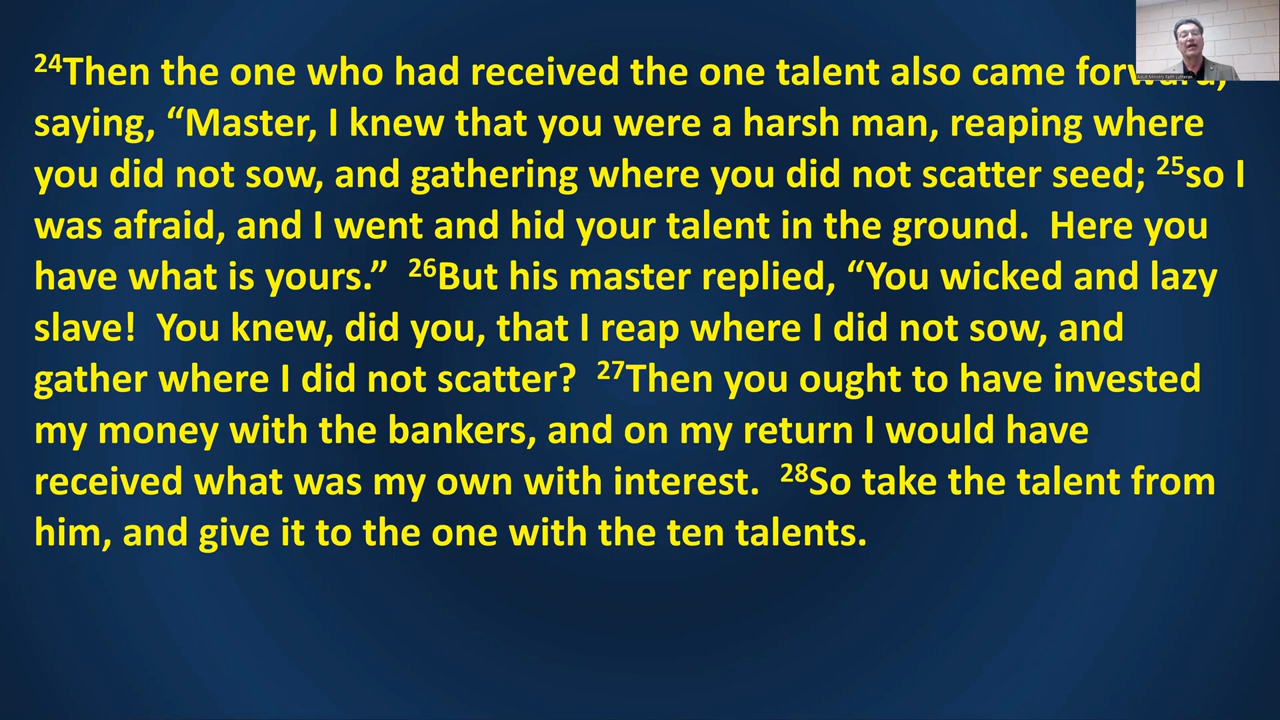 ²⁴Then the one who had received the one talent also came forward,
saying, “Master, I knew that you were a harsh man, reaping where
you did not sow, and gathering where you did not scatter seed; ²⁵so I
was afraid, and I went and hid your talent in the ground.  Here you
have what is yours.”  ²⁶But his master replied, “You wicked and lazy
slave!  You knew, did you, that I reap where I did not sow, and
gather where I did not scatter?  ²⁷Then you ought to have invested
my money with the bankers, and on my return I would have
received what was my own with interest.  ²⁸So take the talent from
him, and give it to the one with the ten talents.
Adult Ministry Faith Lutheran